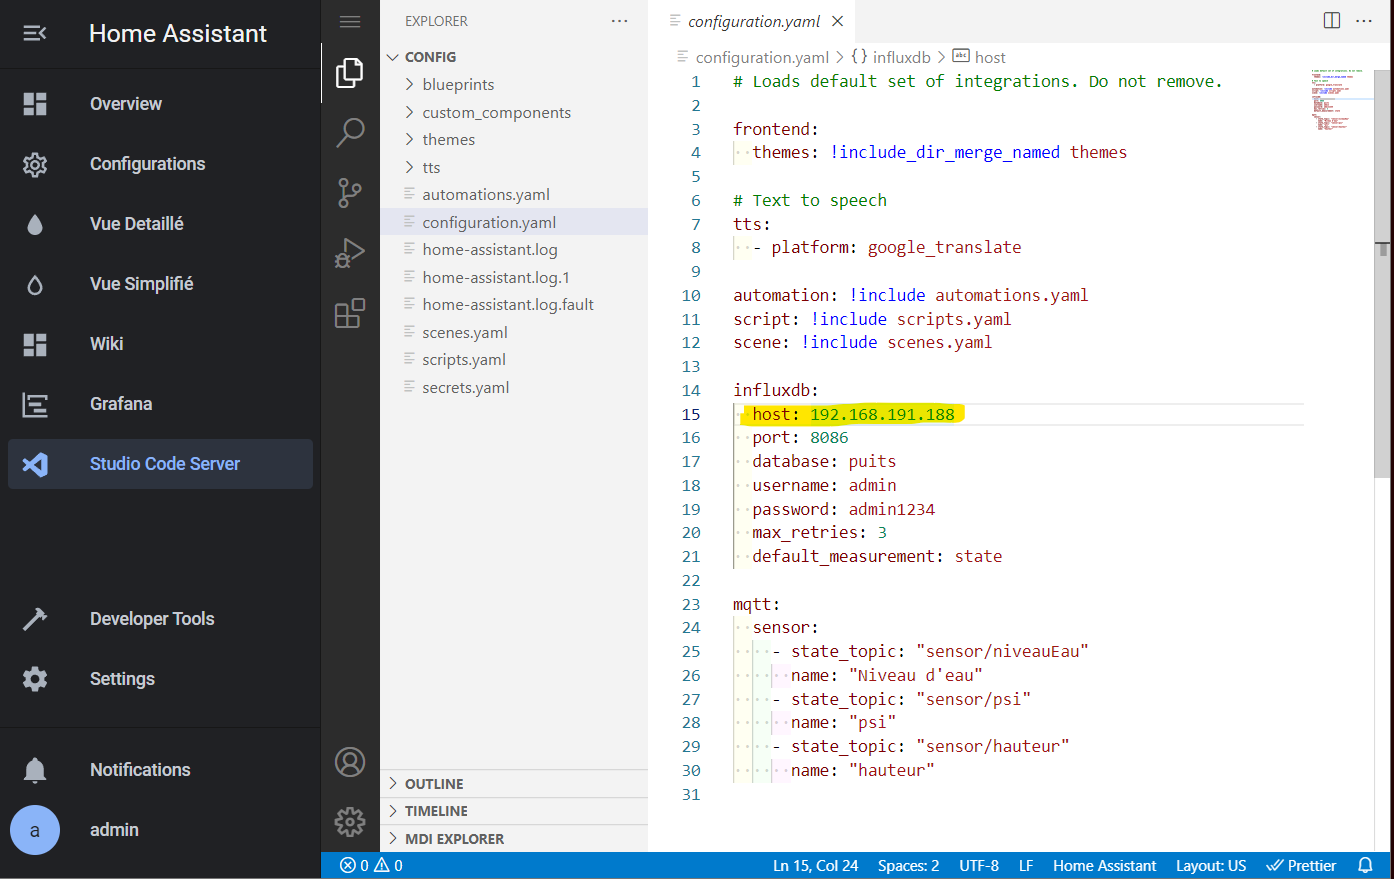 Home Assistant
Overview
Configurations
Vue Detaillé
Vue Simplifié
Wiki
Grafana
Studio Code Server
Developer Tools
Settings
Notifications
a
admin
EXPLORER
CONFIG
blueprints
custom_components
themes
tts
automations.yaml
configuration.yaml
home-assistant.log
home-assistant.log.1
home-assistant.log.fault
scenes.yaml
scripts.yaml
secrets.yaml
OUTLINE
TIMELINE
MDI EXPLORER
configuration.yaml
configuration.yaml > {} influxdb > abc host
1 # Loads default set of integrations. Do not remove.
2
3 frontend:
4 themes: !include_dir_merge_named themes
5
6 # Text to speech
7 tts:
8 - platform: google_translate
9
10 automation: !include automations.yaml
11 script: !include scripts.yaml
12 scene: !include scenes.yaml
13
14 influxdb:
15 host: 192.168.191.188
16 port: 8086
17 database: puits
18 username: admin
19 password: admin1234
20 max_retries: 3
21 default_measurement: state
22
23 mqtt:
24 sensor:
25 - state_topic: "sensor/niveauEau"
26 name: "Niveau d'eau"
27 - state_topic: "sensor/psi"
28 name: "psi"
29 - state_topic: "sensor/hauteur"
30 name: "hauteur"
31
0 0 Ln 15, Col 24 Spaces: 2 UTF-8 LF Home Assistant Layout: US Prettier